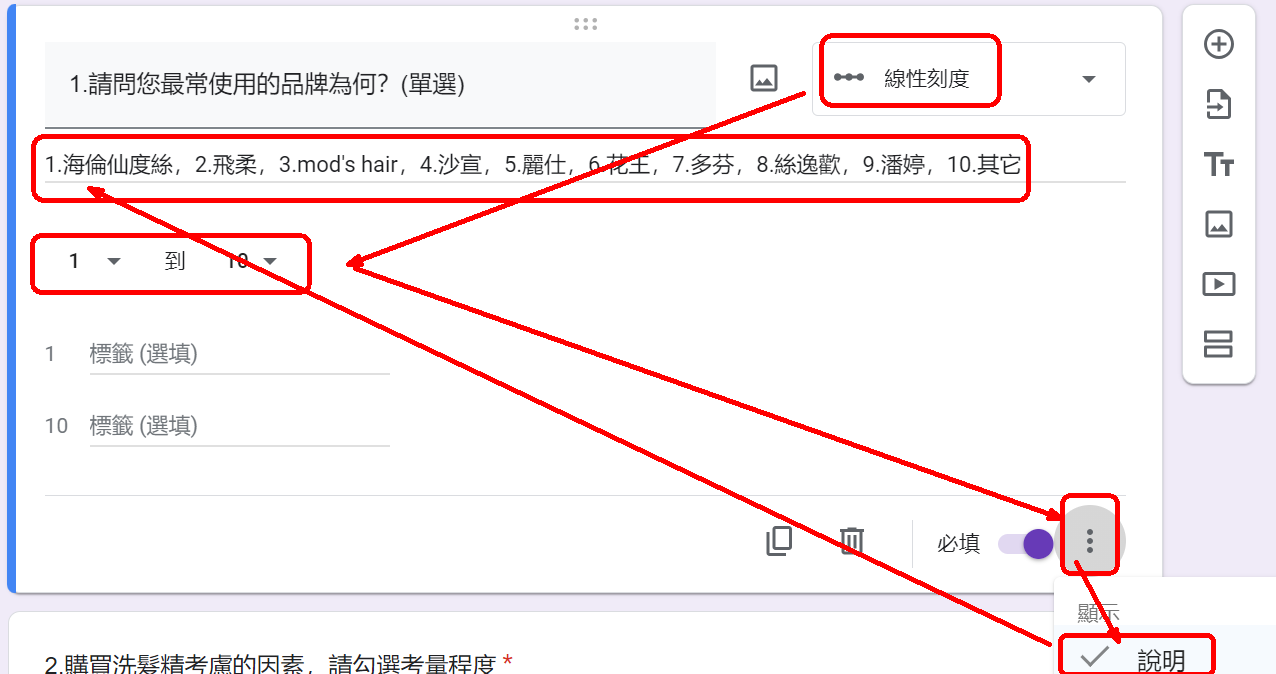 1.請問您最常使用的品牌為何？(單選)
線性刻度
1.海倫仙度絲，2.飛柔，3.mod's hair，4.沙宣，5.麗仕，6.花王，7.多芬，8.絲逸歡，9.潘婷，10.其它
1 到 10
1 標籤 (選填)
10 標籤 (選填)
必填
顯示
說明
2.購買洗髮精考慮的因素，請勾選考量程度 *
Tт